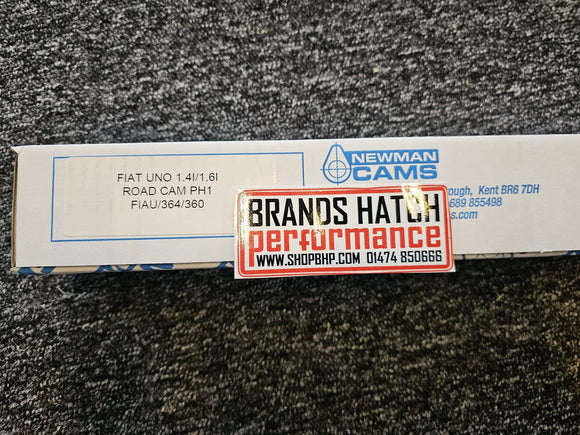 FIAT UNO 1.4I/1.6I
ROAD CAM PH1
FIAU/364/360
NEWMAN
CAMS
ough, Kent BR6 7DH
689 855498
s.com
BRANDS HATCH
performance
WWW.SHOPBHP.COM 01474 850666